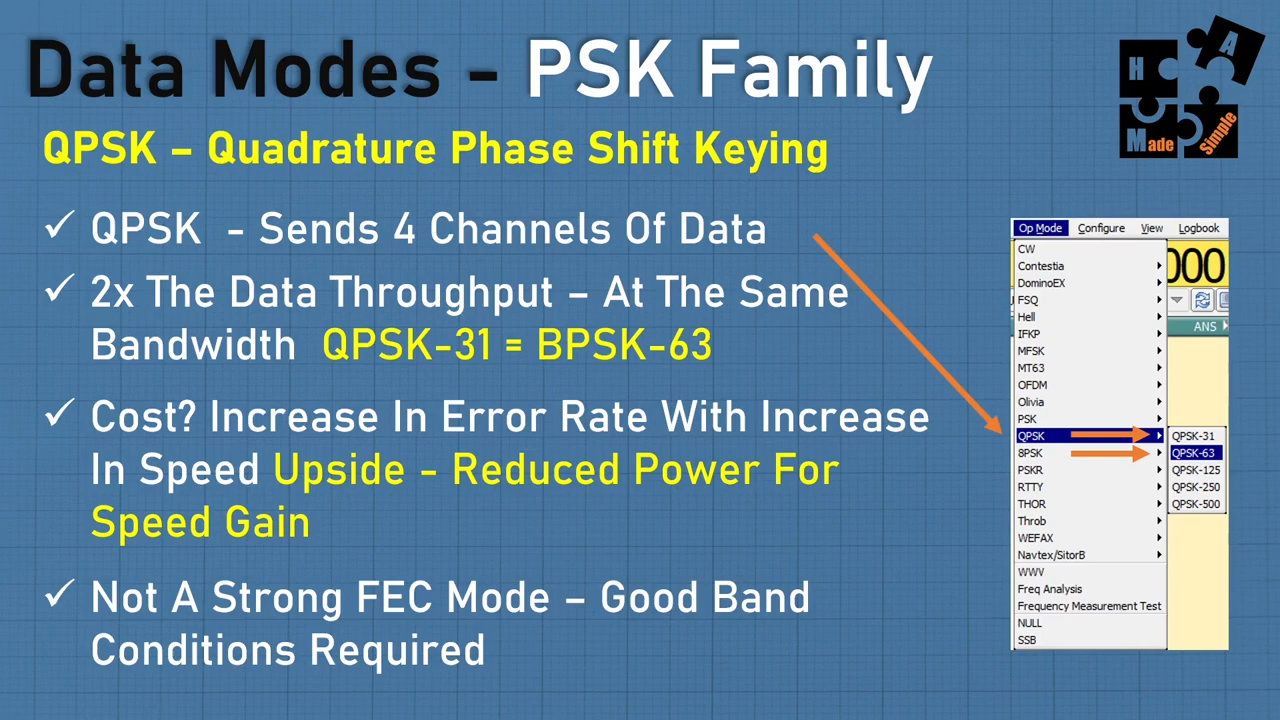 Data Modes - PSK Family
H A Made Simple
QPSK – Quadrature Phase Shift Keying
✓ QPSK - Sends 4 Channels Of Data
✓ 2x The Data Throughput – At The Same
Bandwidth QPSK-31 = BPSK-63
✓ Cost? Increase In Error Rate With Increase
In Speed Upside - Reduced Power For
Speed Gain
✓ Not A Strong FEC Mode – Good Band
Conditions Required
Op Mode Configure View Logbook
CW
Contestia
DominoEX
FSQ
Hell
IFKP
MFSK
MT63
OFDM
Olivia
PSK
QPSK
8PSK
PSKR
RTTY
THOR
Throb
WEFAX
Navtex/SitorB
WWV
Freq Analysis
Frequency Measurement Test
NULL
SSB
000
ANS
QPSK-31
QPSK-63
QPSK-125
QPSK-250
QPSK-500